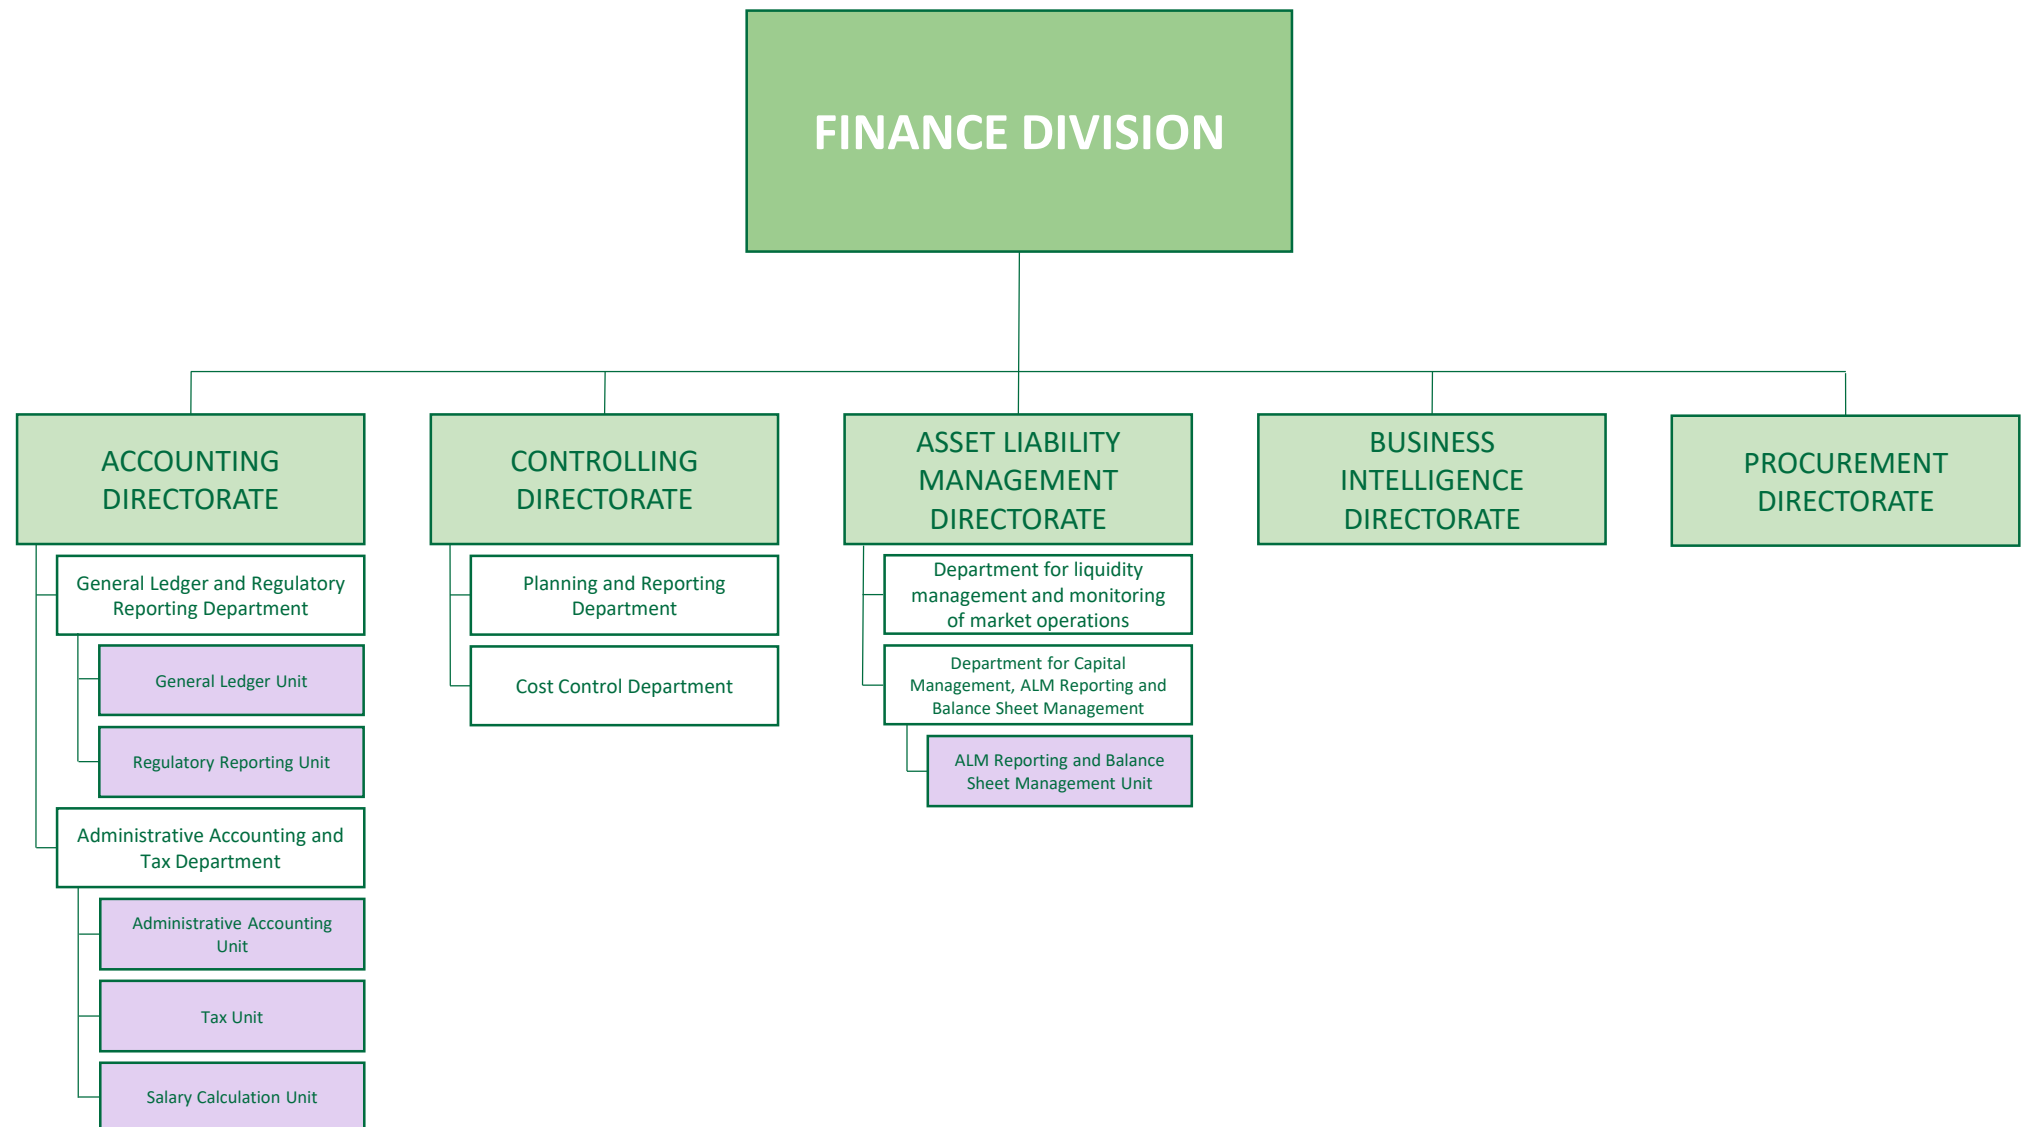 FINANCE DIVISION
ACCOUNTING
DIRECTORATE
General Ledger and Regulatory
Reporting Department
General Ledger Unit
Regulatory Reporting Unit
Administrative Accounting and
Tax Department
Administrative Accounting
Unit
Tax Unit
Salary Calculation Unit
CONTROLLING
DIRECTORATE
Planning and Reporting
Department
Cost Control Department
ASSET LIABILITY
MANAGEMENT
DIRECTORATE
Department for liquidity
management and monitoring
of market operations
Department for Capital
Management, ALM Reporting and
Balance Sheet Management
ALM Reporting and Balance
Sheet Management Unit
BUSINESS
INTELLIGENCE
DIRECTORATE
PROCUREMENT
DIRECTORATE